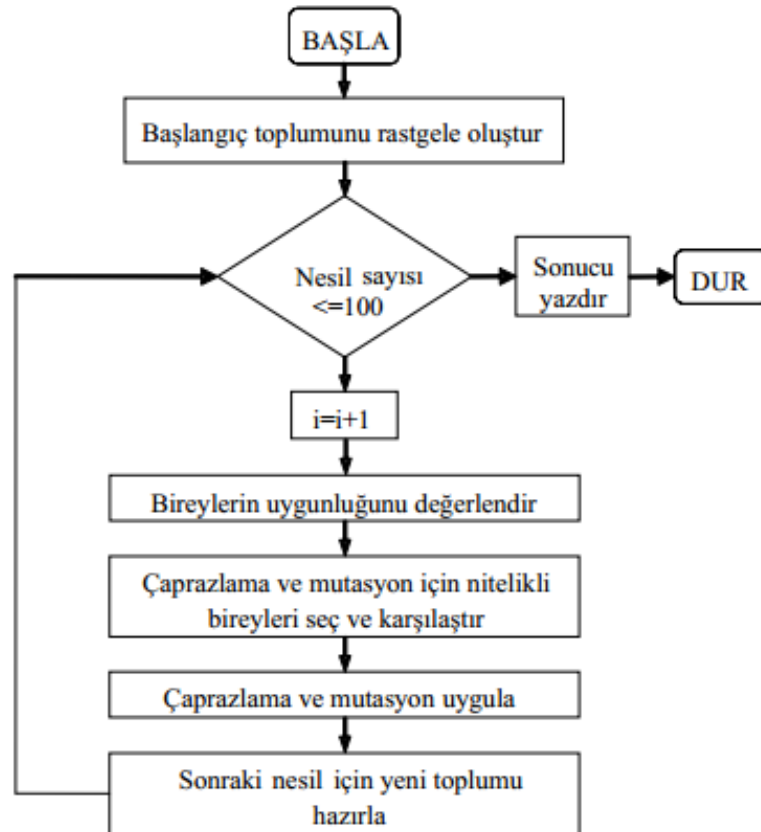 BAŞLA
Başlangıç toplumunu rastgele oluştur
Nesil sayısı
<=100
Sonucu
yazdır
DUR
i=i+1
Bireylerin uygunluğunu değerlendir
Çaprazlama ve mutasyon için nitelikli
bireyleri seç ve karşılaştır
Çaprazlama ve mutasyon uygula
Sonraki nesil için yeni toplumu
hazırla